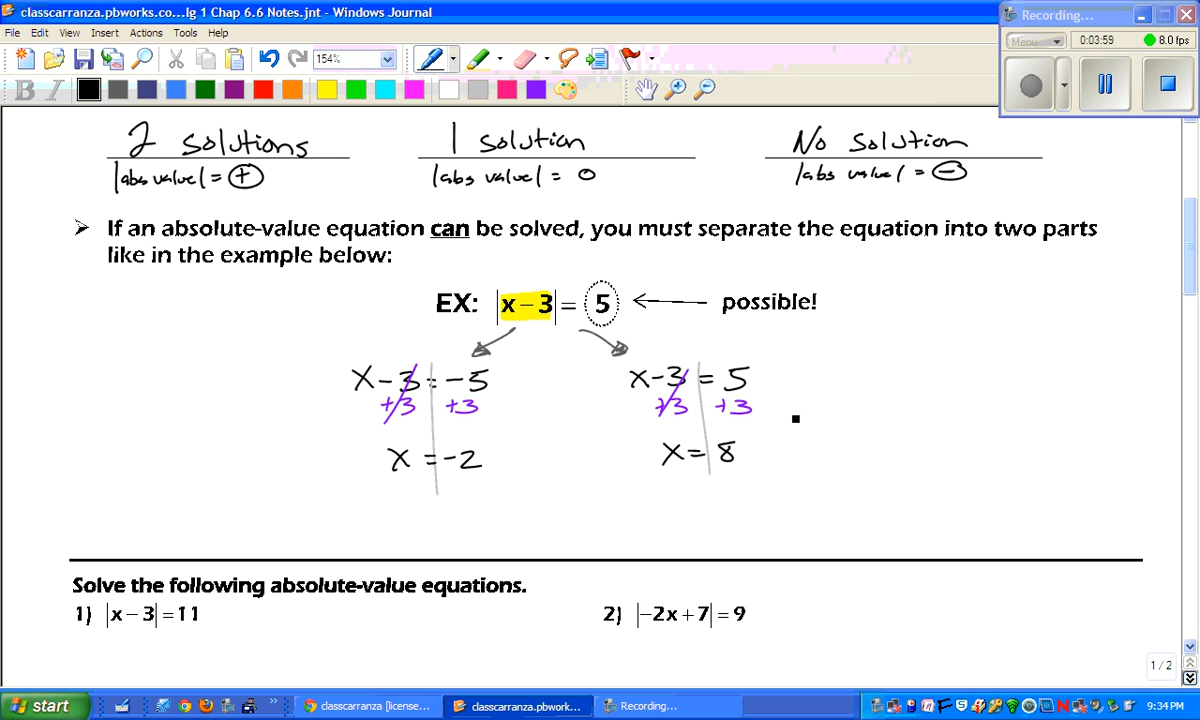 classcarranza.pbworks.co...lg 1 Chap 6.6 Notes.jnt - Windows Journal
Recording...
File Edit View Insert Actions Tools Help
Menu 0:03:59 8.0 fps
154%
B I
2 Solutions 1 Solution No Solution
|abs value| = + |abs value| = 0 |abs value| = −
➢ If an absolute-value equation can be solved, you must separate the equation into two parts
like in the example below:
EX: |x − 3| = 5 ← possible!
x − 3 = −5 x − 3 = 5
+3 +3 +3 +3
x = −2 x = 8
Solve the following absolute-value equations.
1) |x − 3| = 11 2) |−2x + 7| = 9
1 / 2
start classcarranza [license... classcarranza.pbwork... Recording... 9:34 PM